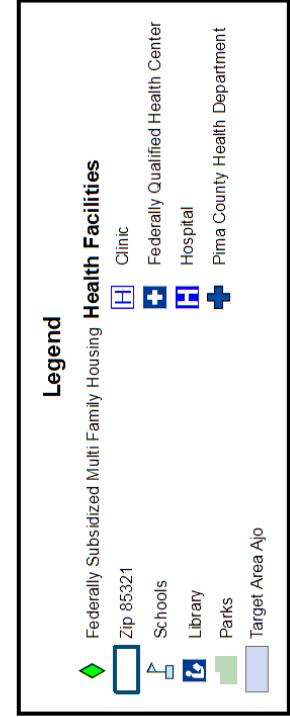 Legend
Federally Subsidized Multi Family Housing
Zip 85321
Schools
Library
Parks
Target Area Ajo
Health Facilities
Clinic
Federally Qualified Health Center
Hospital
Pima County Health Department